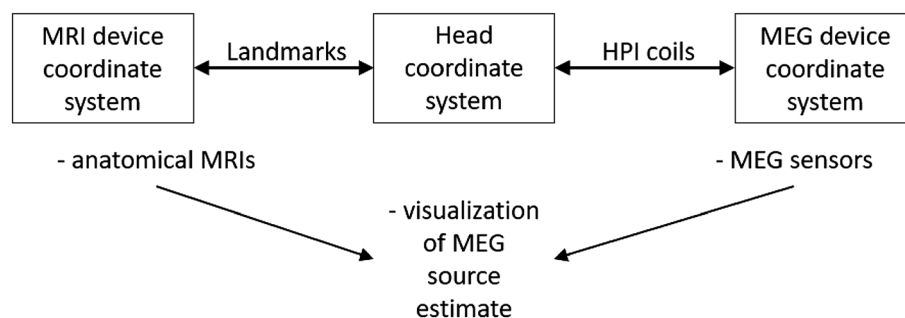 MRI device
coordinate
system
Landmarks
Head
coordinate
system
HPI coils
MEG device
coordinate
system
- anatomical MRIs
- MEG sensors
- visualization
of MEG
source
estimate